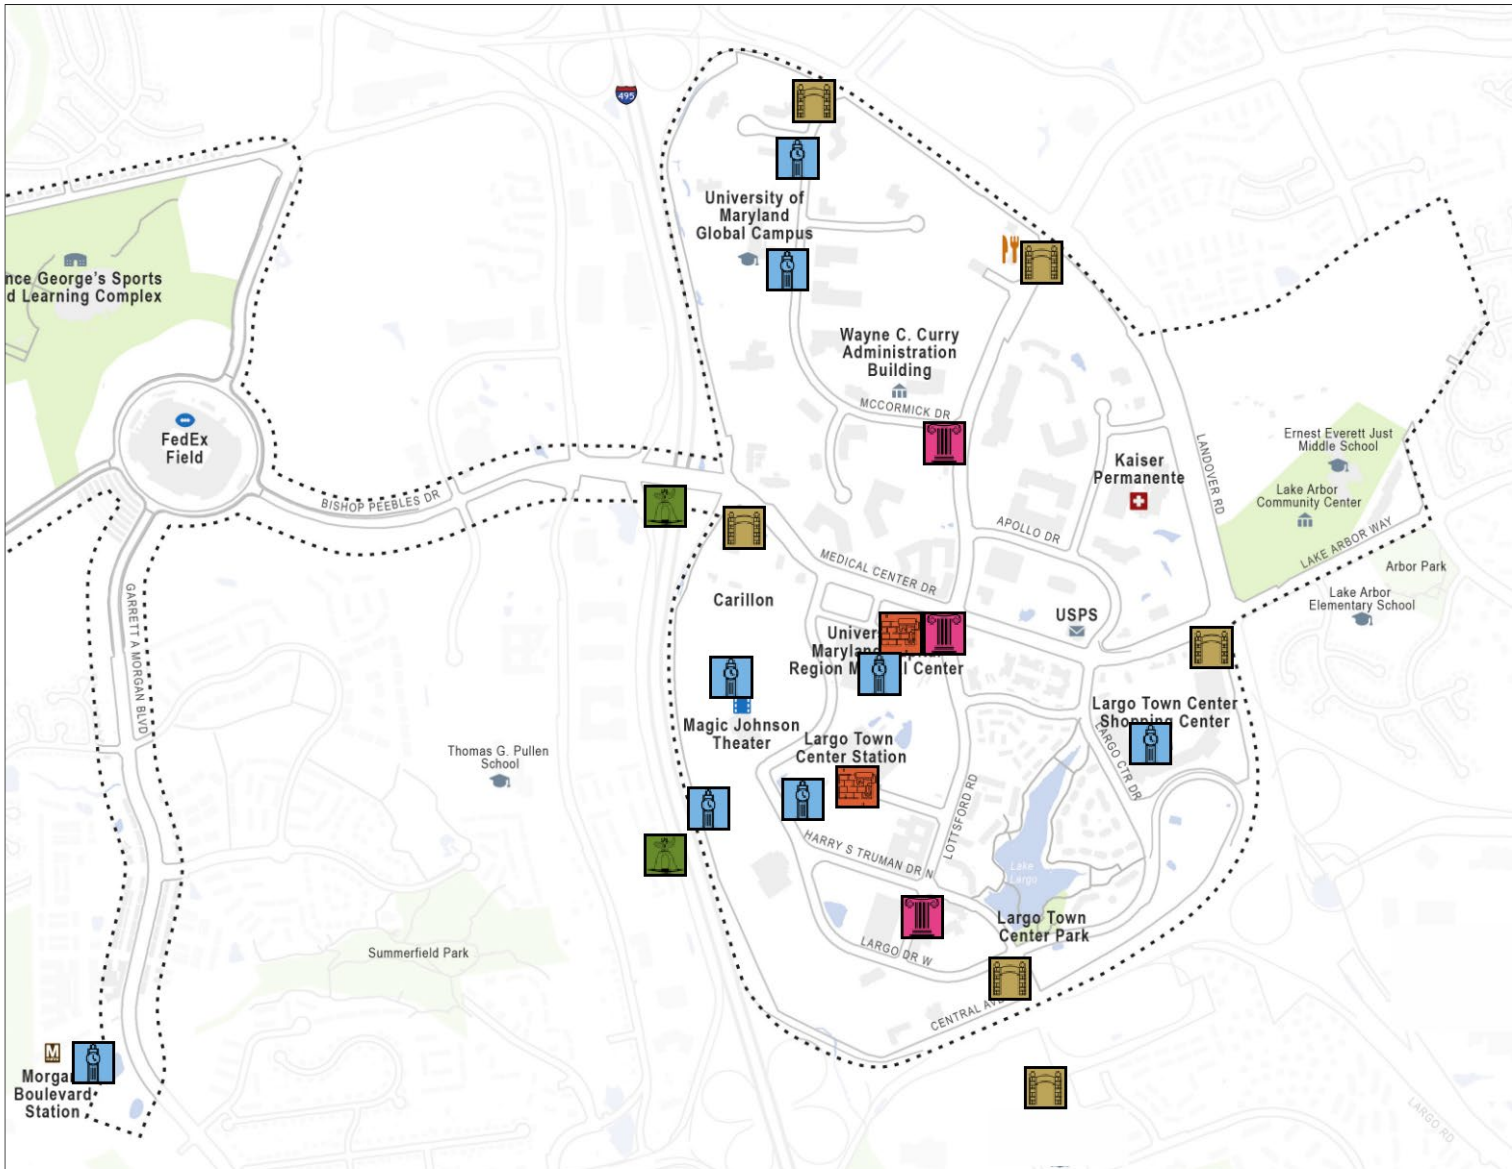 495
University of
Maryland
Global Campus
nce George's Sports
d Learning Complex
Wayne C. Curry
Administration
Building
MCCORMICK DR
FedEx
Field
Ernest Everett Just
Middle School
Kaiser
Permanente
LANDOVER RD
Lake Arbor
Community Center
BISHOP PEEBLES DR
APOLLO DR
LAKE ARBOR WAY
MEDICAL CENTER DR
Arbor Park
Carillon
GARRETT A MORGAN BLVD
USPS
Lake Arbor
Elementary School
Univer
Maryland
Region M l Center
Largo Town Center
Shopping Center
Magic Johnson
Theater
Largo Town
Center Station
LARGO CTR DR
Thomas G. Pullen
School
LOTTSFORD RD
HARRY S TRUMAN DR N
Lake
Largo
Largo Town
Center Park
LARGO DR W
Summerfield Park
CENTRAL AVE
M
Morga
Boulevard
Station
LARGO RD